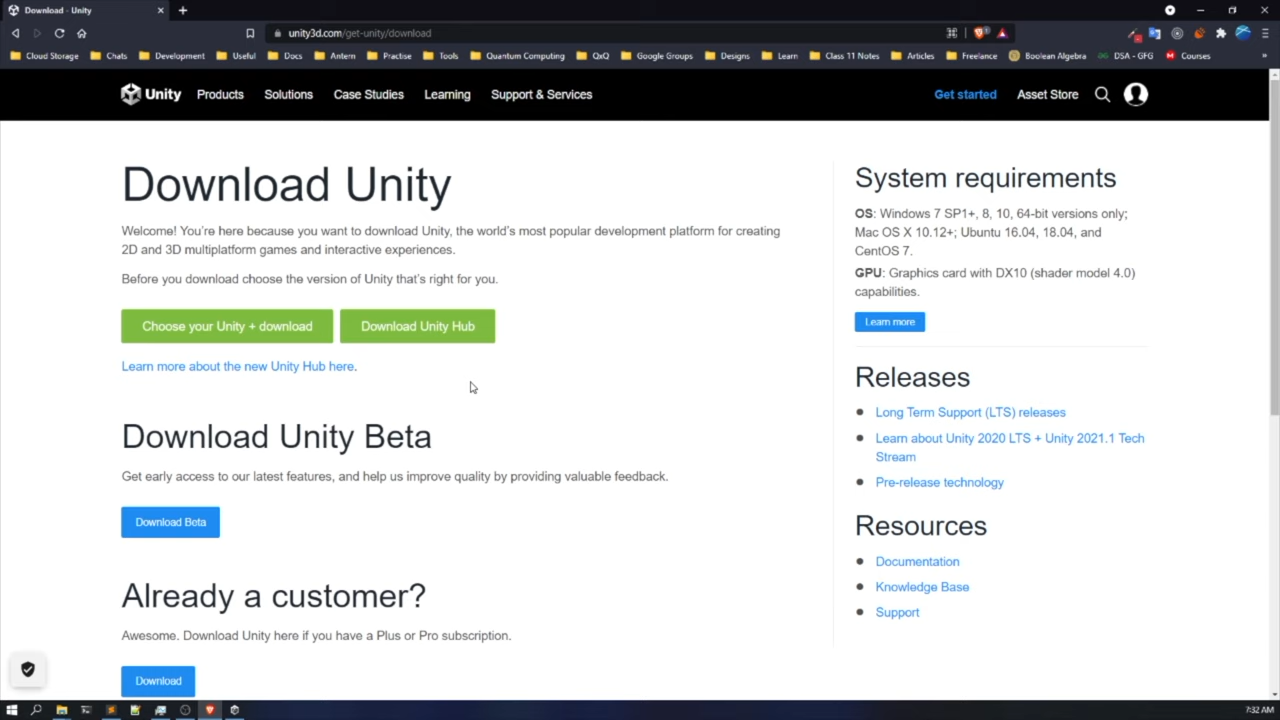 Download - Unity
unity3d.com/get-unity/download
Cloud Storage Chats Development Useful Docs Antern Practise Tools Quantum Computing QxQ Google Groups Designs Learn Class 11 Notes Articles Freelance Boolean Algebra DSA - GFG Courses
Unity Products Solutions Case Studies Learning Support & Services Get started Asset Store
Download Unity
Welcome! You're here because you want to download Unity, the world's most popular development platform for creating
2D and 3D multiplatform games and interactive experiences.
Before you download choose the version of Unity that's right for you.
Choose your Unity + download Download Unity Hub
Learn more about the new Unity Hub here.
Download Unity Beta
Get early access to our latest features, and help us improve quality by providing valuable feedback.
Download Beta
Already a customer?
Awesome. Download Unity here if you have a Plus or Pro subscription.
Download
System requirements
OS: Windows 7 SP1+, 8, 10, 64-bit versions only;
Mac OS X 10.12+; Ubuntu 16.04, 18.04, and
CentOS 7.
GPU: Graphics card with DX10 (shader model 4.0)
capabilities.
Learn more
Releases
Long Term Support (LTS) releases
Learn about Unity 2020 LTS + Unity 2021.1 Tech
Stream
Pre-release technology
Resources
Documentation
Knowledge Base
Support
7:32 AM